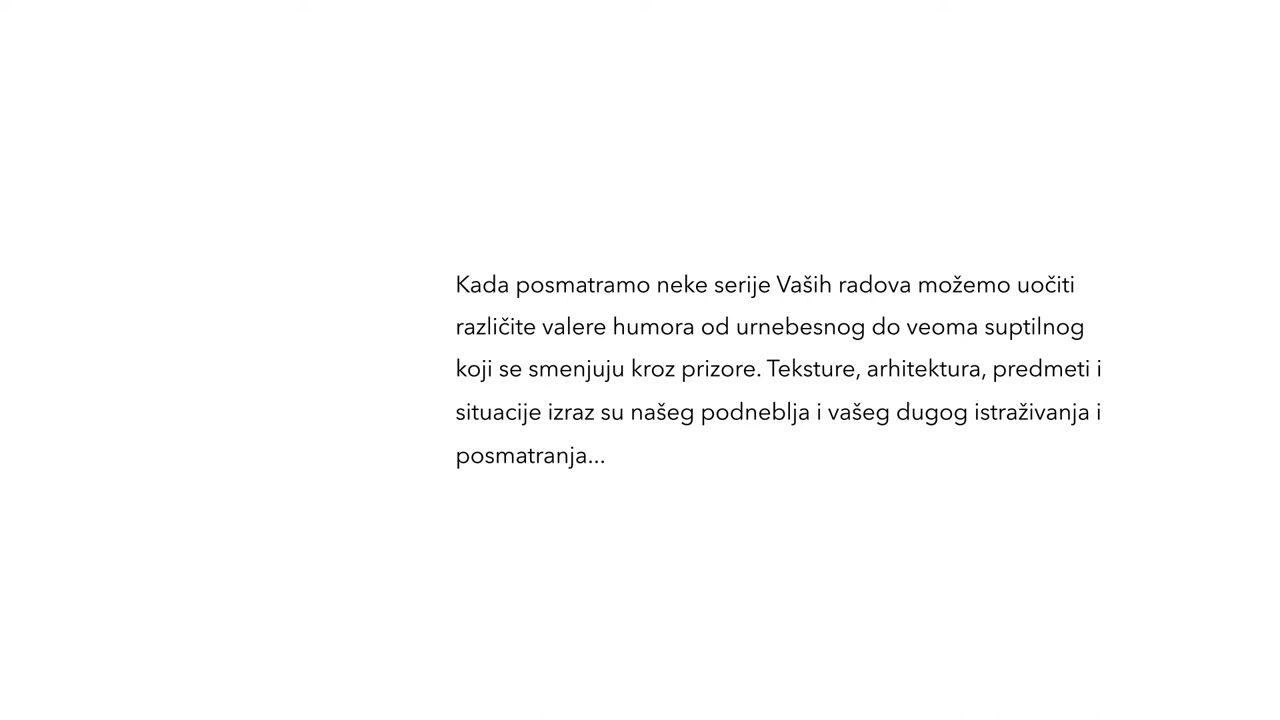 Kada posmatramo neke serije Vaših radova možemo uočiti
različite valere humora od urnebesnog do veoma suptilnog
koji se smenjuju kroz prizore. Teksture, arhitektura, predmeti i
situacije izraz su našeg podneblja i vašeg dugog istraživanja i
posmatranja...